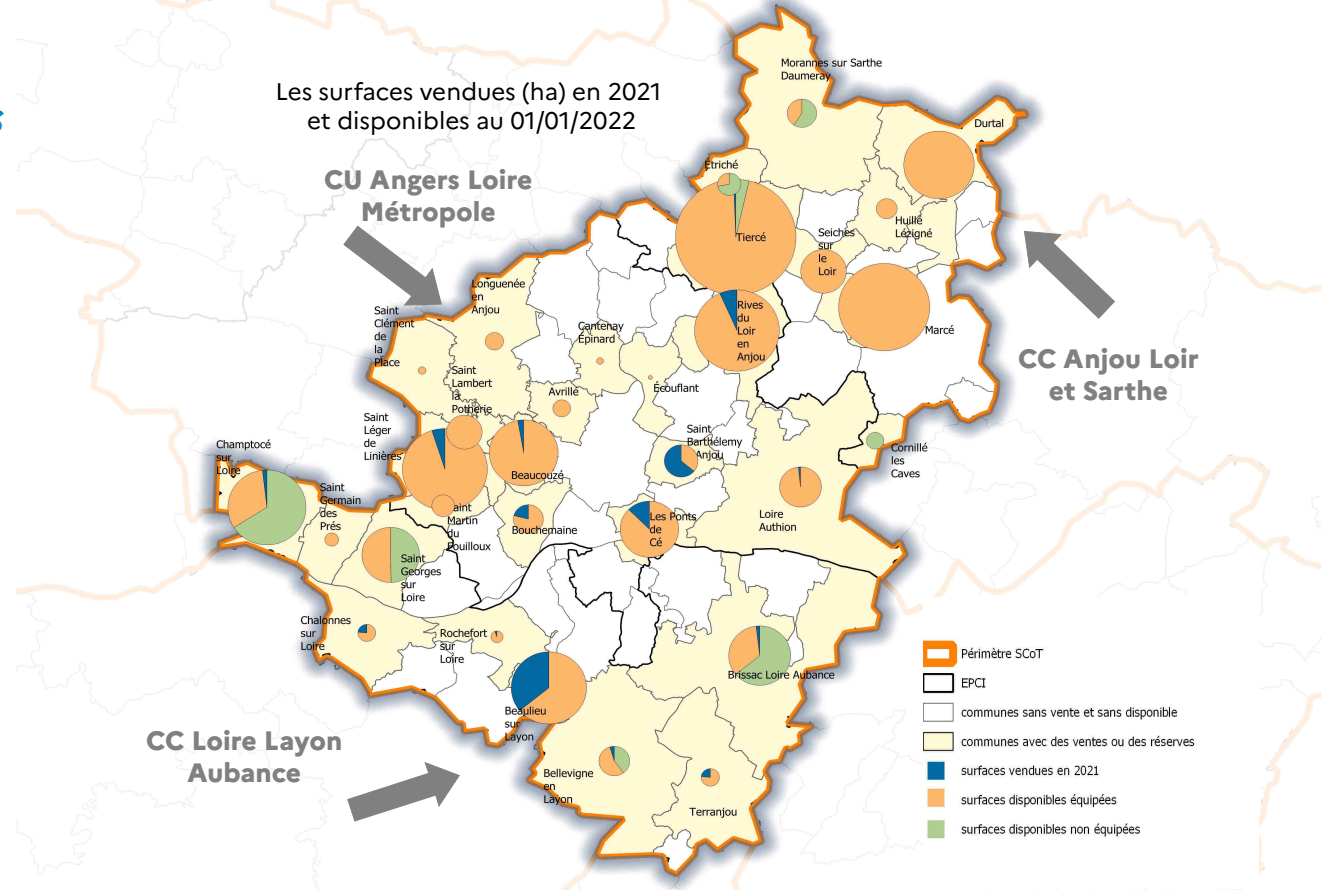 Les surfaces vendues (ha) en 2021
et disponibles au 01/01/2022
CU Angers Loire
Métropole
CC Anjou Loir
et Sarthe
CC Loire Layon
Aubance
Morannes sur Sarthe
Daumeray
Durtal
Étriché
Tiercé
Huillé
Lézigné
Seiches
sur
le
Loir
Marcé
Rives
du
Loir
en
Anjou
Longuenée
en
Anjou
Saint
Clément
de
la
Place
Cantenay
Épinard
Écouflant
Saint
Lambert
la
Potherie
Avrillé
Saint
Léger
de
Linières
Beaucouzé
Saint
Barthélemy
Anjou
Cornillé
les
Caves
Champtocé
sur
Loire
Saint
Germain
des
Prés
Saint
Martin
du
Fouilloux
Bouchemaine
Les Ponts
de
Cé
Loire
Authion
Saint
Georges
sur
Loire
Chalonnes
sur
Loire
Rochefort
sur
Loire
Brissac Loire Aubance
Beaulieu
sur
Layon
Bellevigne
en
Layon
Terranjou
Périmètre SCoT
EPCI
communes sans vente et sans disponible
communes avec des ventes ou des réserves
surfaces vendues en 2021
surfaces disponibles équipées
surfaces disponibles non équipées